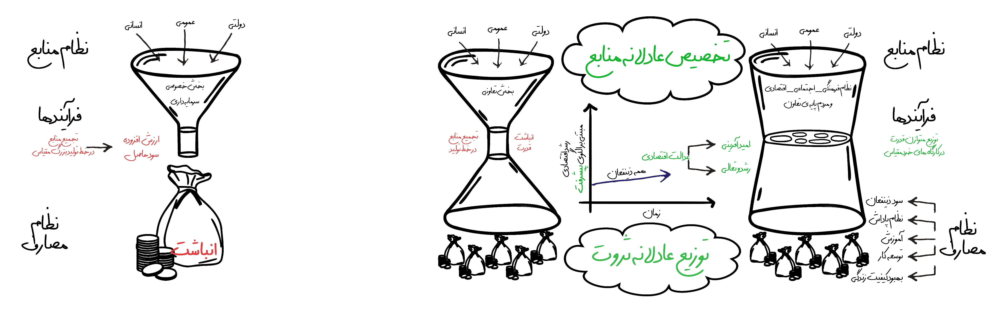 نظام منابع
دولتی
عمومی
انسانی
نظام فرهنگی_اجتماعی_اقتصادی
و مردم پایه‌ی تعاون
فرآیندها
توزیع متوازن قدرت
در کارگاه های خرد مقیاس
نظام
مصارف
سود ذینفعان
نظام پاداش
آموزش
توسعه کار
بهبود کیفیت زندگی
تخصیص عادلانه منابع
رشد اقتصادی
مبتنی بر الگوی پیشرفت
همه ذینفعان
عدالت اقتصادی
امیدآفرینی
رشد و تعالی
زمان
توزیع عادلانه ثروت
دولتی
عمومی
انسانی
بخش تعاونی
انباشت
قدرت
تجمیع منابع
در خط تولید
دولتی
عمومی
انسانی
بخش خصوصی
سرمایه داری
ارزش افزوده
سود حاصل
انباشت
نظام منابع
فرآیندها
تجمیع منابع
در خط تولید بزرگ مقیاس
نظام
مصارف